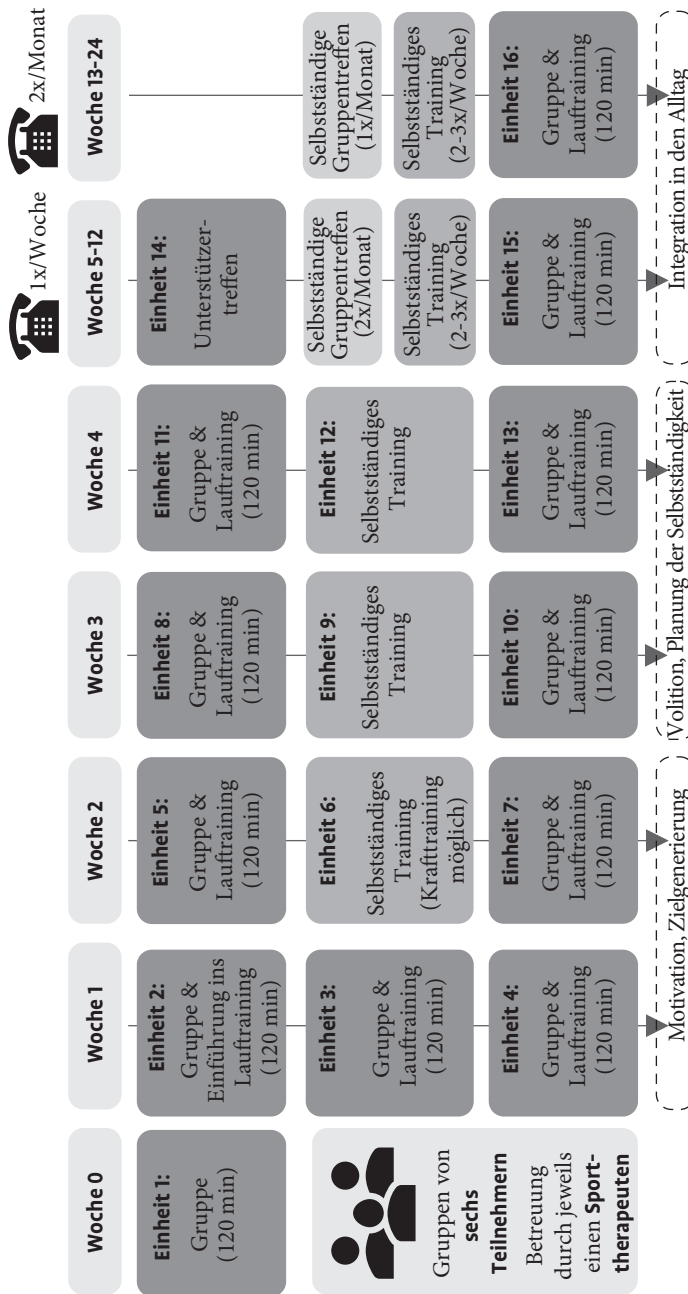 Woche 0
Einheit 1:
Gruppe
(120 min)
Gruppen von
sechs
Teilnehmern
Betreuung
durch jeweils
einen Sport-
therapeuten
Woche 1
Einheit 2:
Gruppe &
Einführung ins
Lauftraining
(120 min)
Einheit 3:
Gruppe &
Lauftraining
(120 min)
Einheit 4:
Gruppe &
Lauftraining
(120 min)
Woche 2
Einheit 5:
Gruppe &
Lauftraining
(120 min)
Einheit 6:
Selbstständiges
Training
(Krafttraining
möglich)
Einheit 7:
Gruppe &
Lauftraining
(120 min)
Motivation, Zielgenerierung
Woche 3
Einheit 8:
Gruppe &
Lauftraining
(120 min)
Einheit 9:
Selbstständiges
Training
Einheit 10:
Gruppe &
Lauftraining
(120 min)
Woche 4
Einheit 11:
Gruppe &
Lauftraining
(120 min)
Einheit 12:
Selbstständiges
Training
Einheit 13:
Gruppe &
Lauftraining
(120 min)
Volition, Planung der Selbstständigkeit
1x/Woche
Woche 5-12
Einheit 14:
Unterstützer-
treffen
Selbstständige
Gruppentreffen
(2x/Monat)
Selbstständiges
Training
(2-3x/Woche)
Einheit 15:
Gruppe &
Lauftraining
(120 min)
2x/Monat
Woche 13-24
Selbstständige
Gruppentreffen
(1x/Monat)
Selbstständiges
Training
(2-3x/Woche)
Einheit 16:
Gruppe &
Lauftraining
(120 min)
Integration in den Alltag